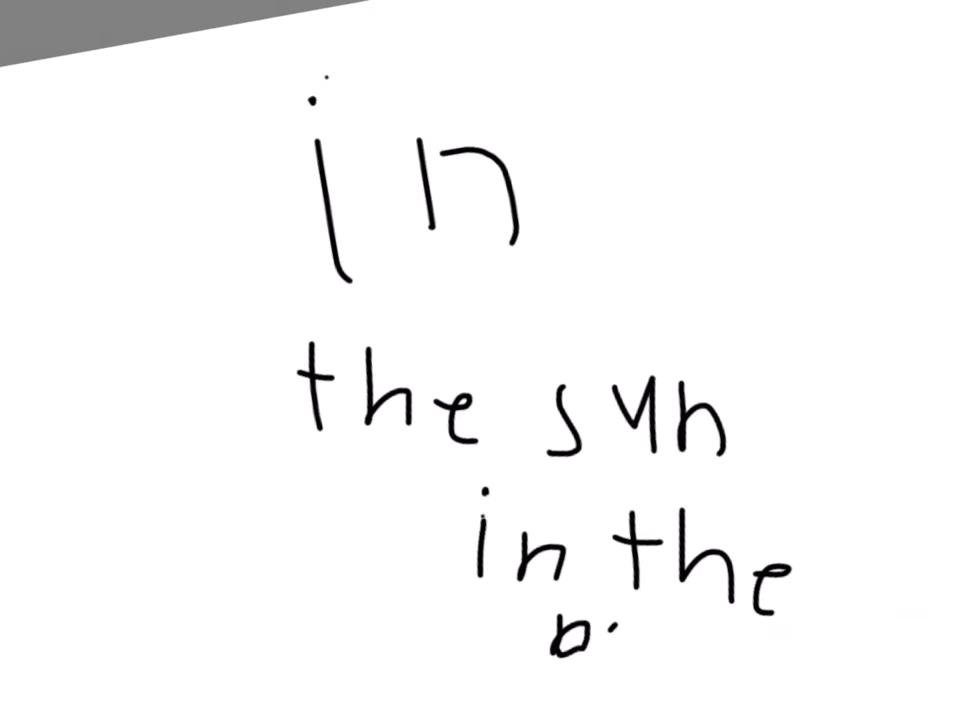 in
the sun
in the
b.